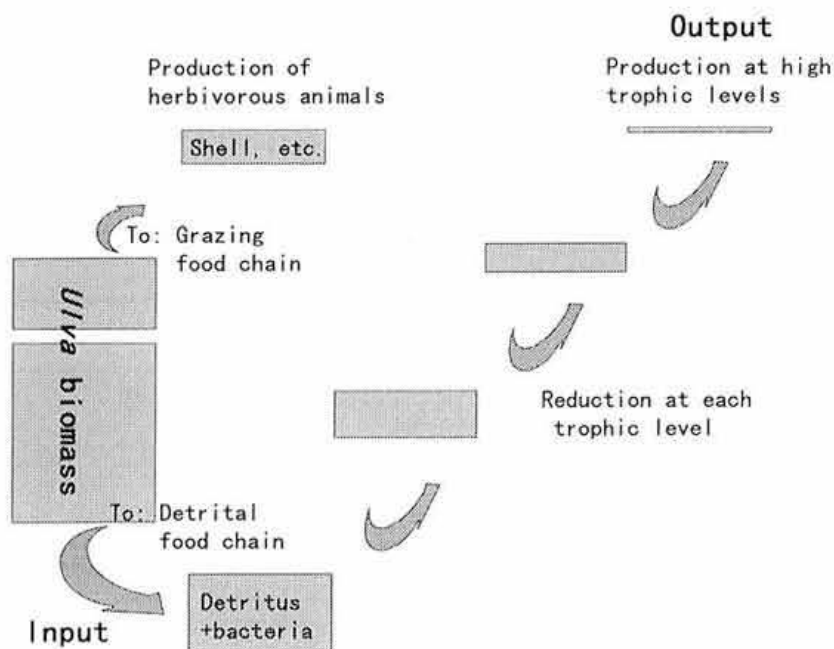 Output
Production of
herbivorous animals
Production at high
trophic levels
Shell, etc.
To: Grazing
food chain
Ulva biomass
Reduction at each
trophic level
To: Detrital
food chain
Detritus
+bacteria
Input